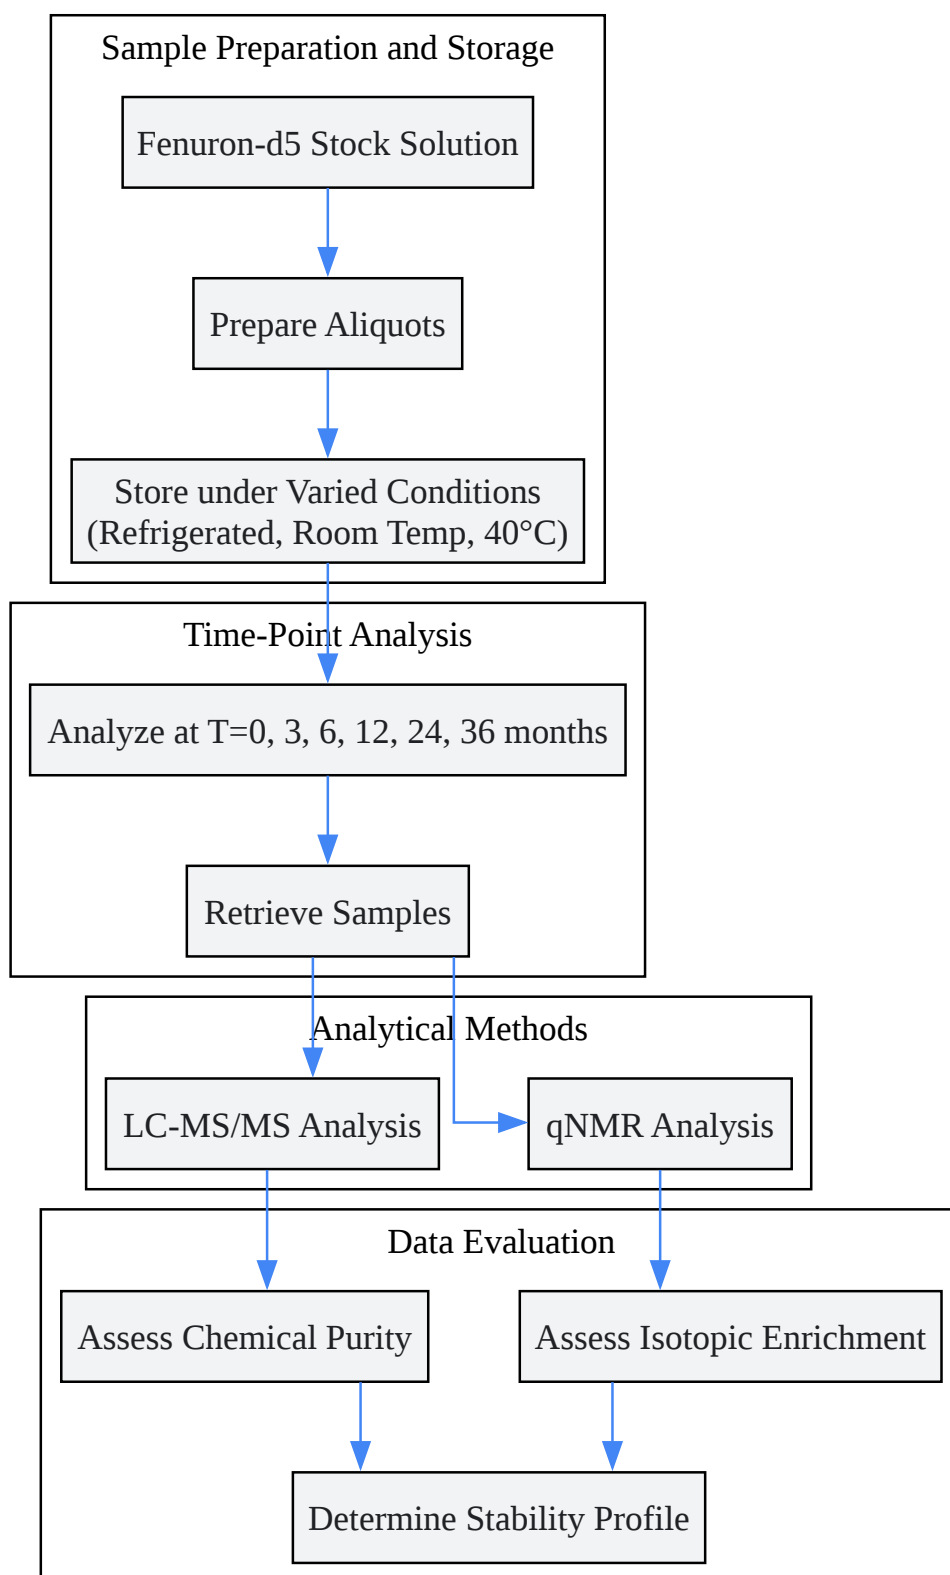 Sample Preparation and Storage
Fenuron-d5 Stock Solution
Prepare Aliquots
Store under Varied Conditions
(Refrigerated, Room Temp, 40°C)
Time-Point Analysis
Analyze at T=0, 3, 6, 12, 24, 36 months
Retrieve Samples
Analytical Methods
LC-MS/MS Analysis
qNMR Analysis
Data Evaluation
Assess Chemical Purity
Assess Isotopic Enrichment
Determine Stability Profile